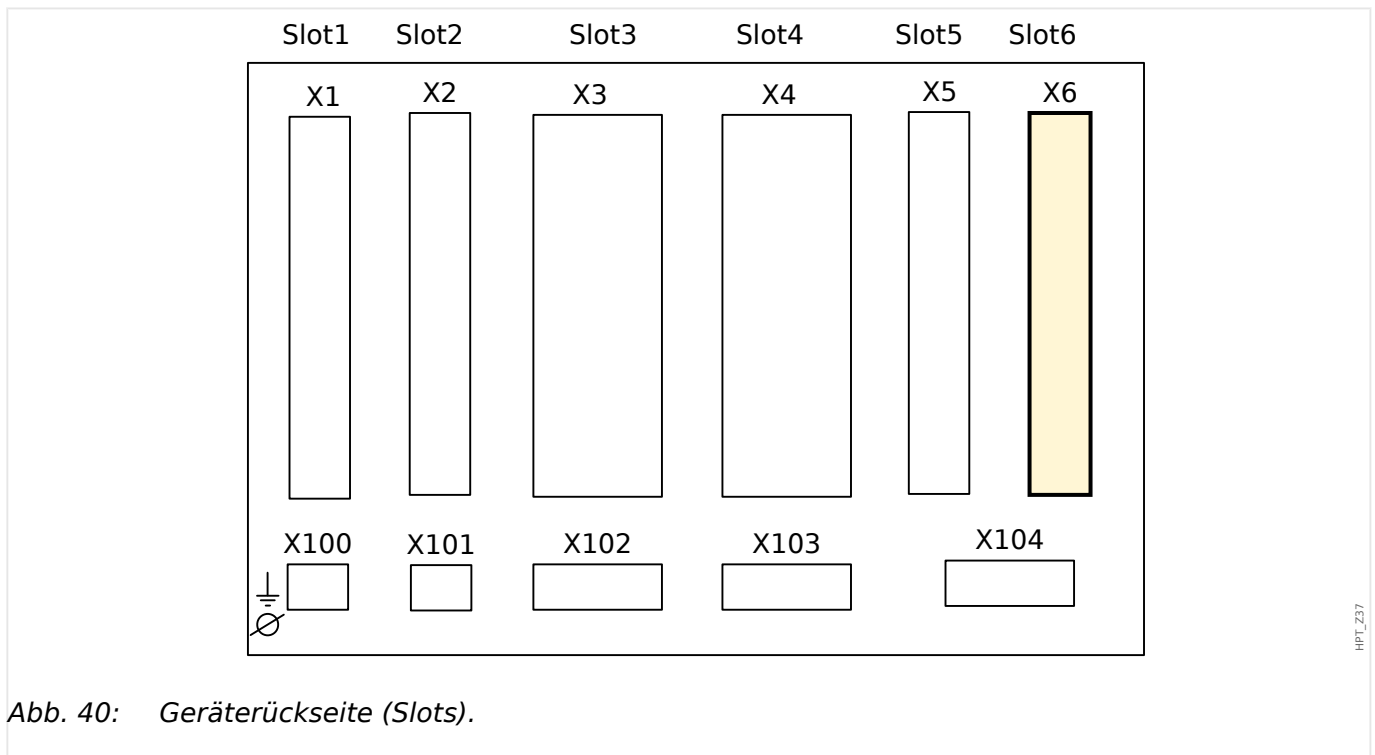 Slot1 Slot2 Slot3 Slot4 Slot5 Slot6
X1 X2 X3 X4 X5 X6
X100 X101 X102 X103 X104
HPT_Z37
Abb. 40: Geräterückseite (Slots).